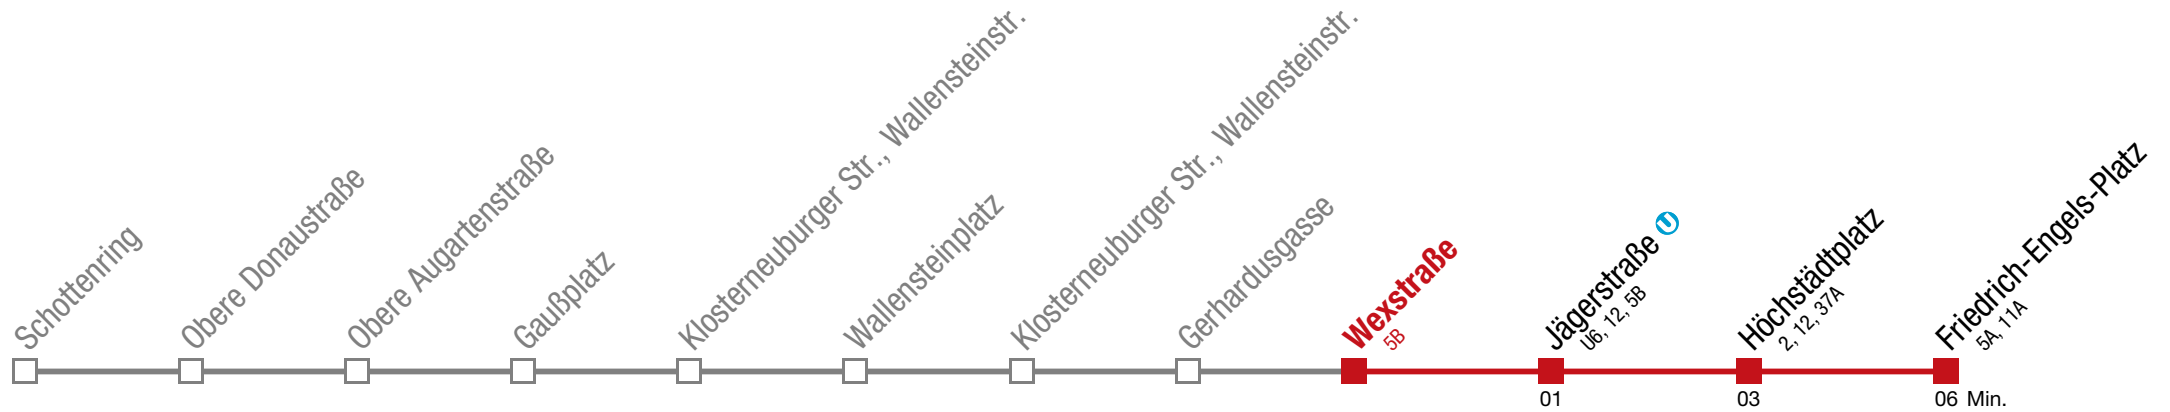 Schottenring
Obere Donaustraße
Obere Augartenstraße
Gaußplatz
Klosterneuburger Str., Wallensteinstr.
Wallensteinplatz
Klosterneuburger Str., Wallensteinstr.
Gerhardusgasse
Wexstraße
5B
Jägerstraße U
U6, 12, 5B
Höchstädtplatz
2, 12, 37A
Friedrich-Engels-Platz
5A, 11A
01 03 06 Min.